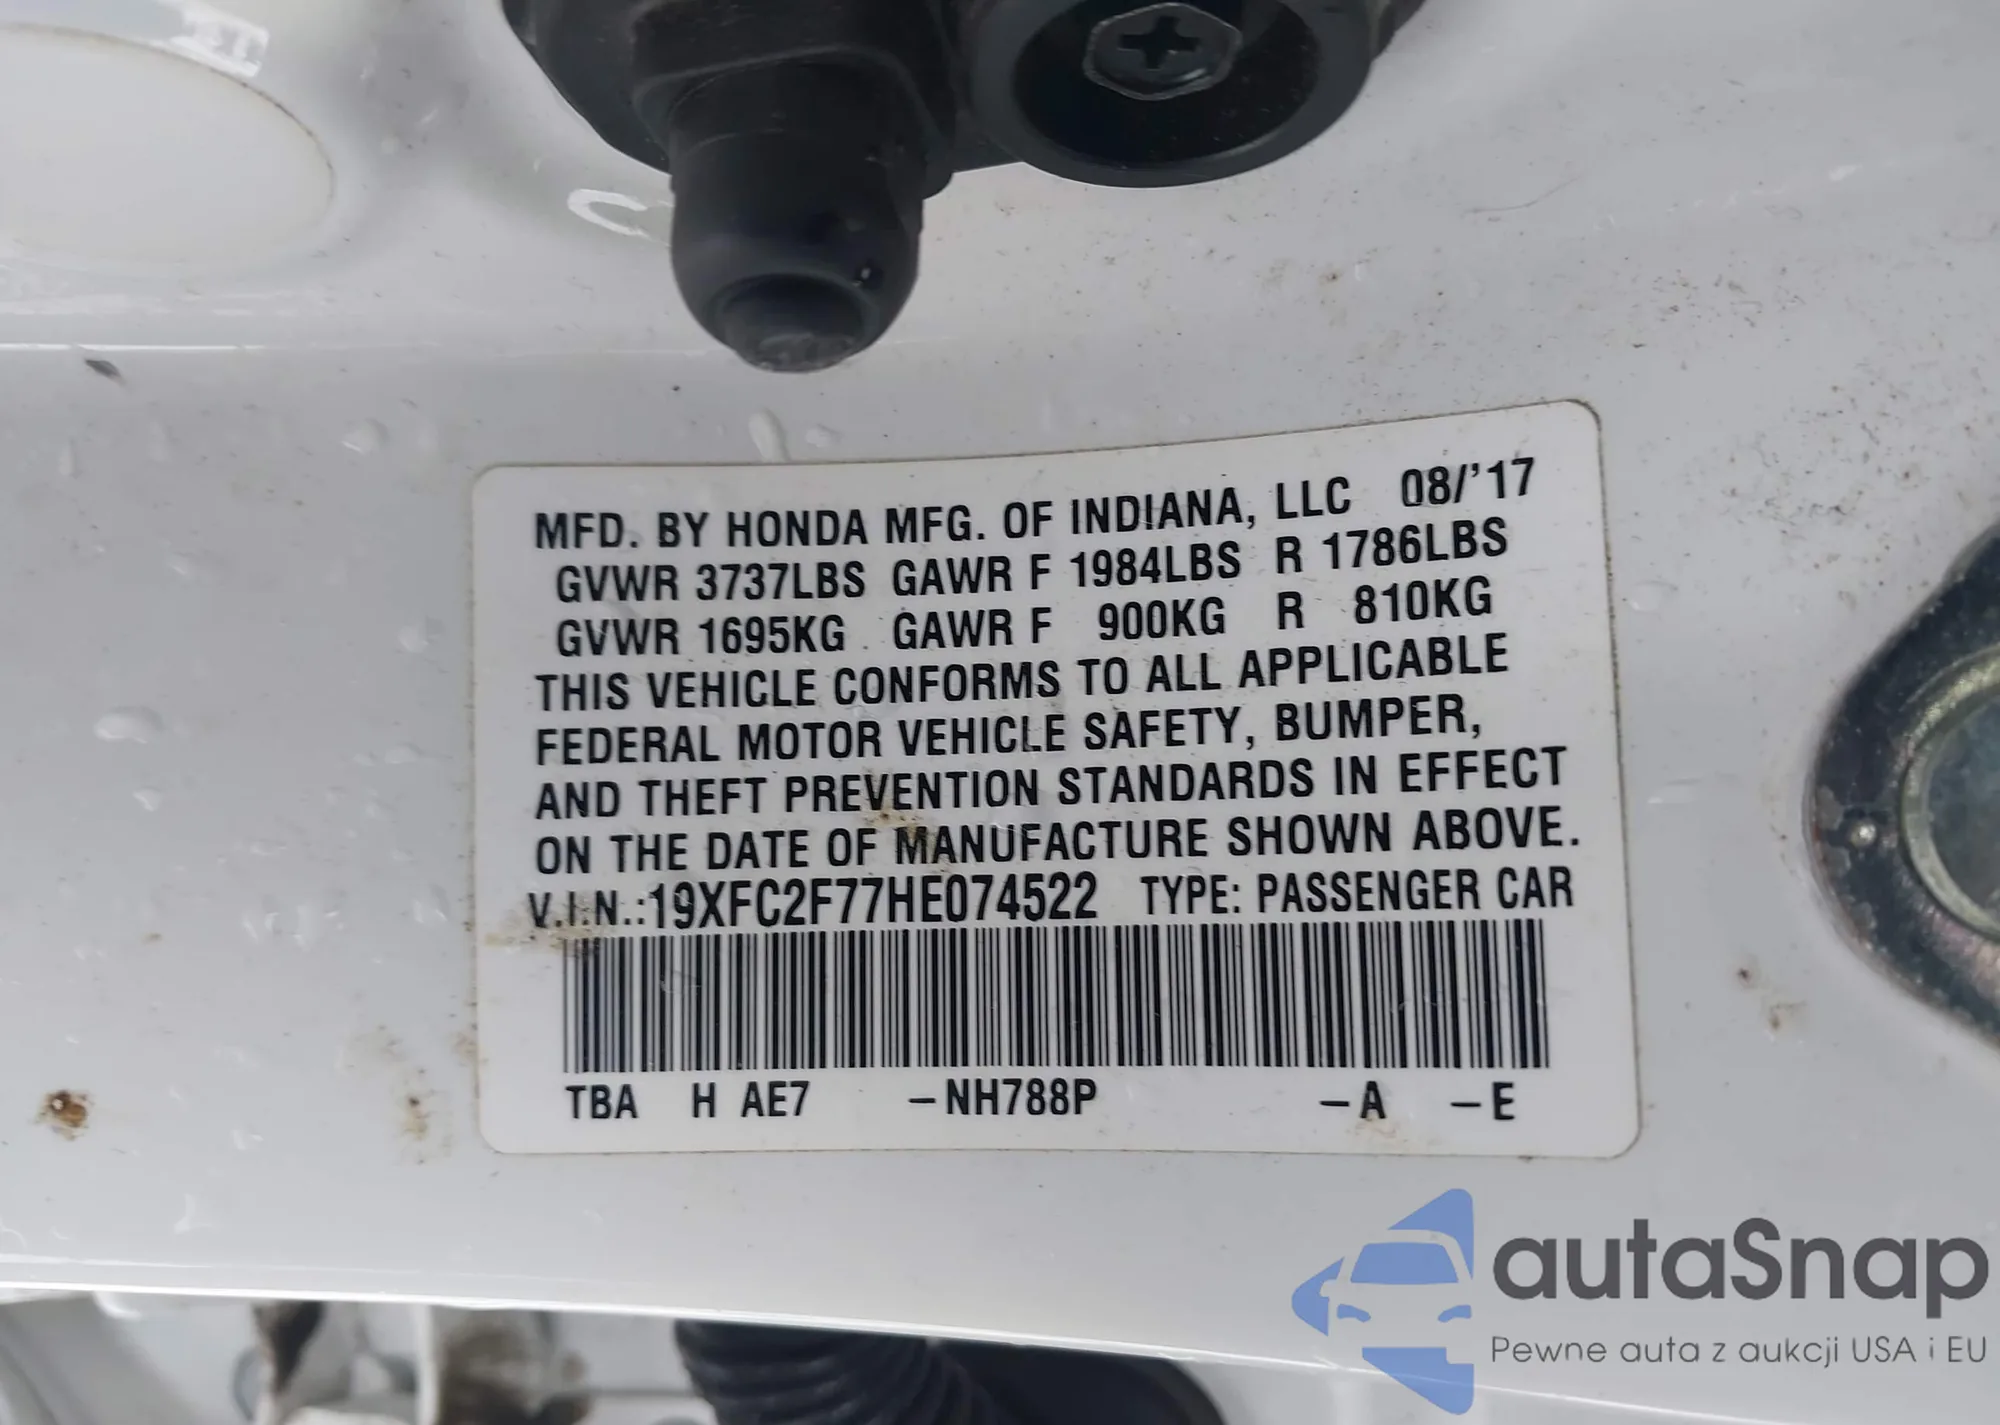 MFD. BY HONDA MFG. OF INDIANA, LLC 08/'17
GVWR 3737LBS GAWR F 1984LBS R 1786LBS
GVWR 1695KG GAWR F 900KG R 810KG
THIS VEHICLE CONFORMS TO ALL APPLICABLE
FEDERAL MOTOR VEHICLE SAFETY, BUMPER,
AND THEFT PREVENTION STANDARDS IN EFFECT
ON THE DATE OF MANUFACTURE SHOWN ABOVE.
V.I.N.:19XFC2F77HE074522 TYPE: PASSENGER CAR
TBA H AE7 –NH788P –A –E
autaSnap
Pewne auta z aukcji USA i EU